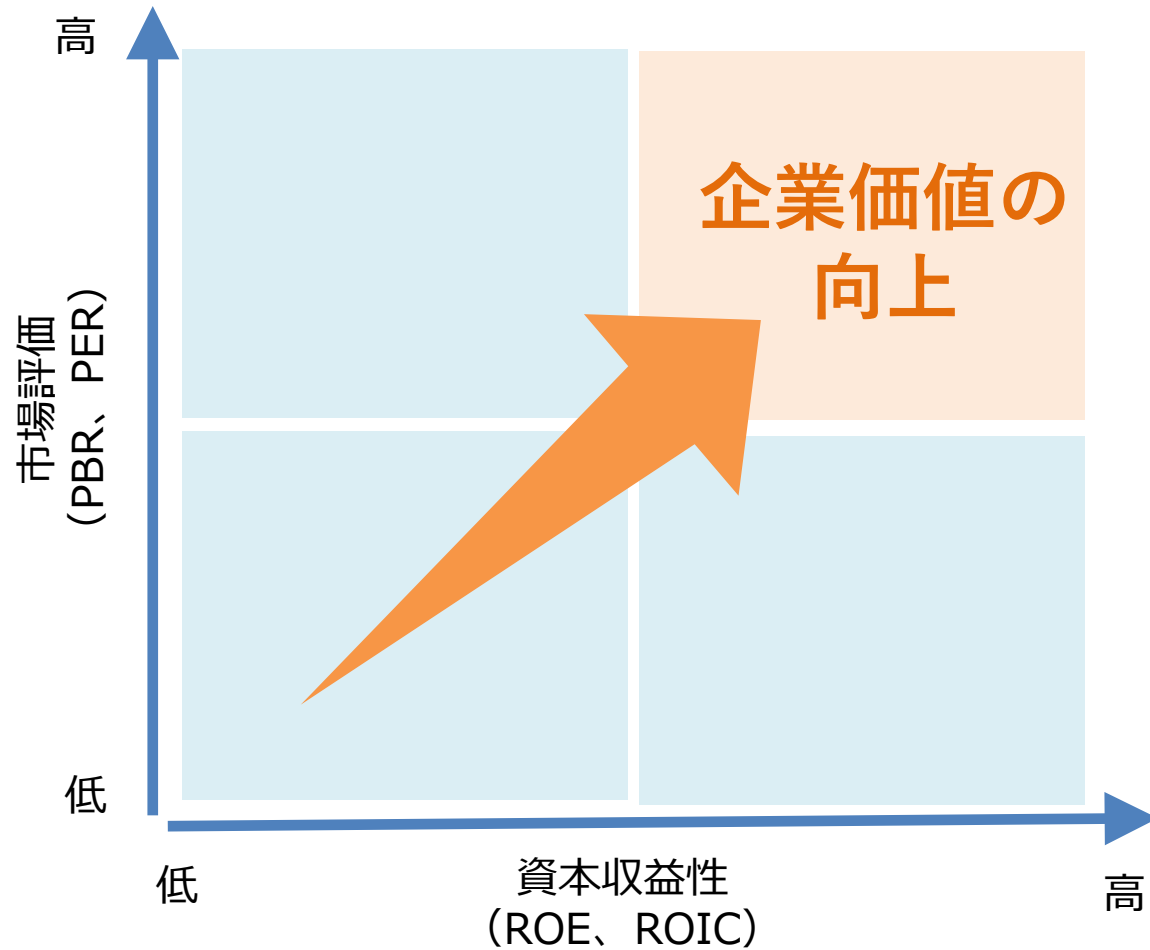 高
企業価値の
向上
市場評価
（PBR、PER）
低
低
資本収益性
（ROE、ROIC）
高